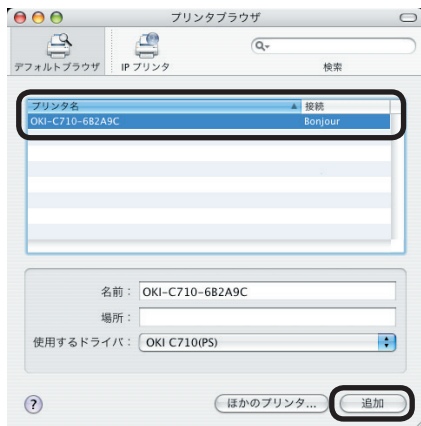 プリンタブラウザ
デフォルトブラウザ IP プリンタ 検索
プリンタ名 接続
OKI-C710-6B2A9C Bonjour
名前： OKI-C710-6B2A9C
場所：
使用するドライバ： OKI C710(PS)
? ほかのプリンタ... 追加